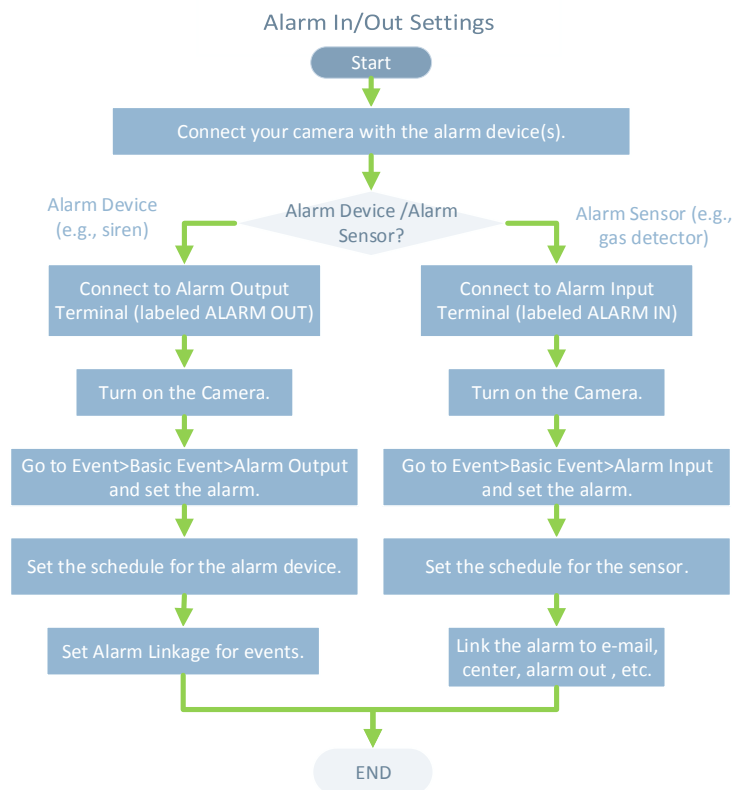 Alarm In/Out Settings
Start
Connect your camera with the alarm device(s).
Alarm Device /Alarm
Sensor?
Alarm Device
(e.g., siren)
Alarm Sensor (e.g.,
gas detector)
Connect to Alarm Output
Terminal (labeled ALARM OUT)
Turn on the Camera.
Go to Event>Basic Event>Alarm Output
and set the alarm.
Set the schedule for the alarm device.
Set Alarm Linkage for events.
Connect to Alarm Input
Terminal (labeled ALARM IN)
Turn on the Camera.
Go to Event>Basic Event>Alarm Input
and set the alarm.
Set the schedule for the sensor.
Link the alarm to e-mail,
center, alarm out , etc.
END